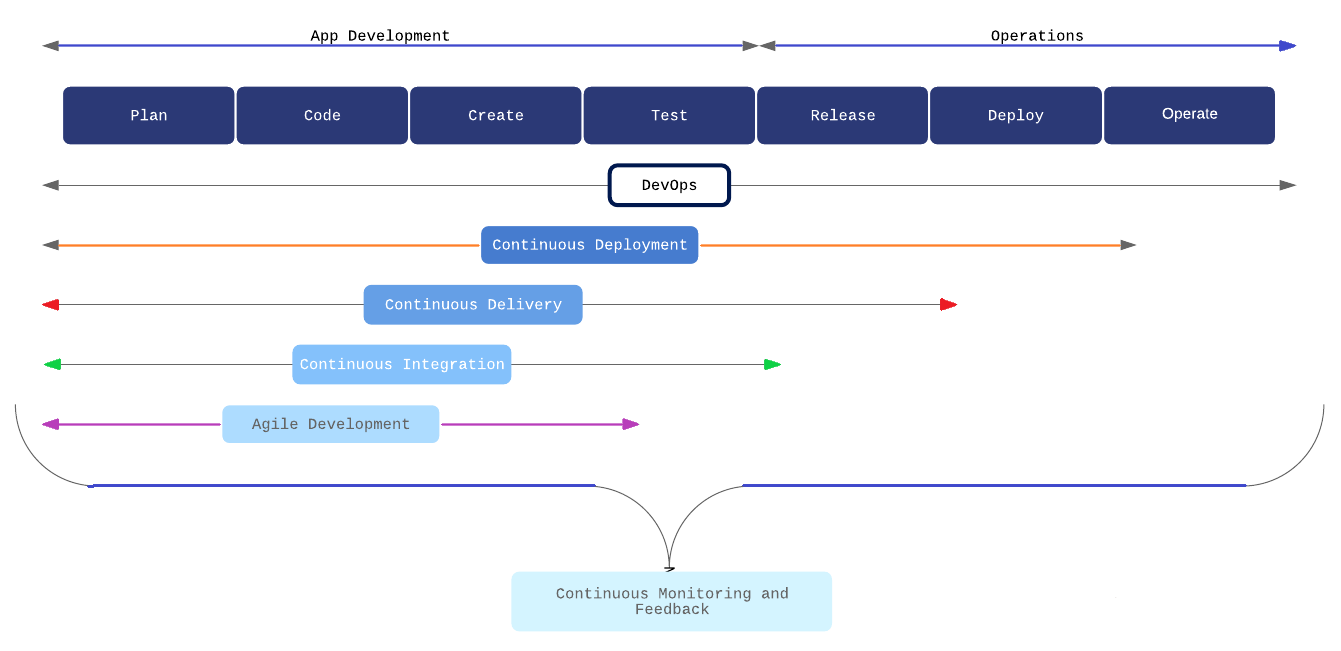 App Development
Operations
Plan
Code
Create
Test
Release
Deploy
Operate
DevOps
Continuous Deployment
Continuous Delivery
Continuous Integration
Agile Development
Continuous Monitoring and
Feedback